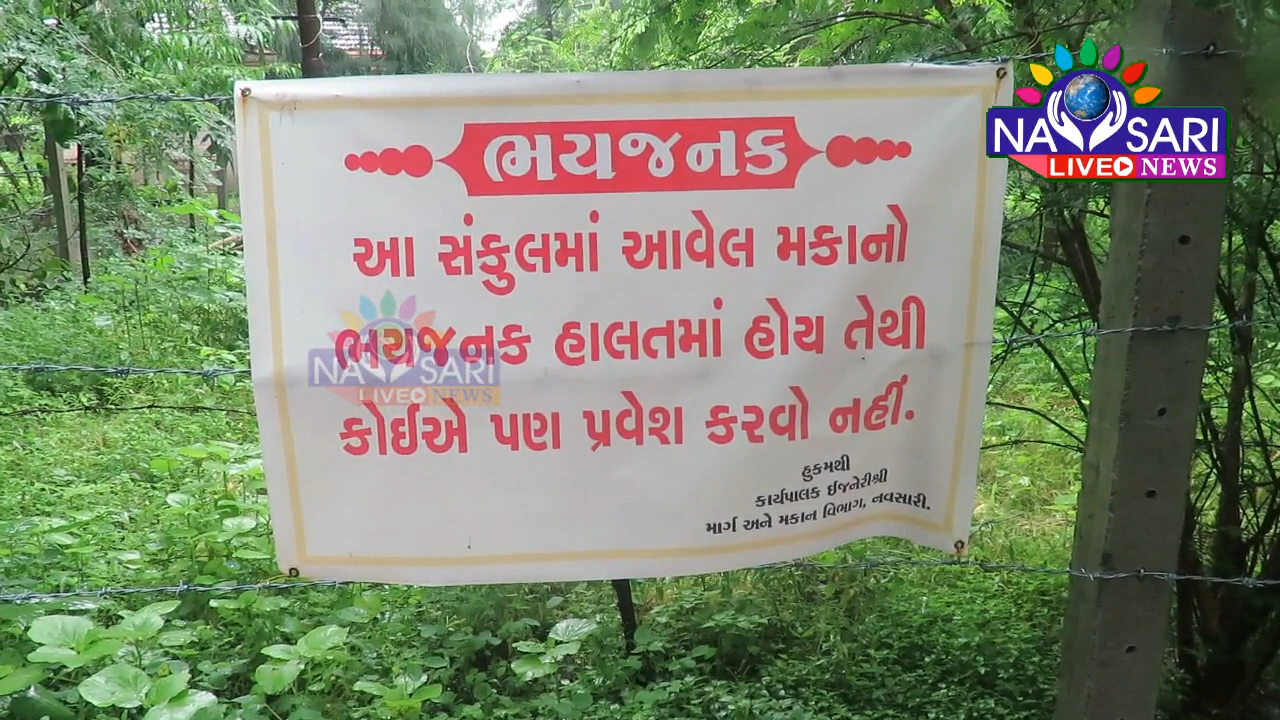 ભયજનક
આ સંકુલમાં આવેલ મકાનો
ભયજનક હાલતમાં હોય તેથી
કોઈએ પણ પ્રવેશ કરવો નહીં.
હુકમથી
કાર્યપાલક ઈજનેરીશ્રી
માર્ગ અને મકાન વિભાગ, નવસારી.
NAVSARI
LIVE NEWS
NAVSARI
LIVE NEWS